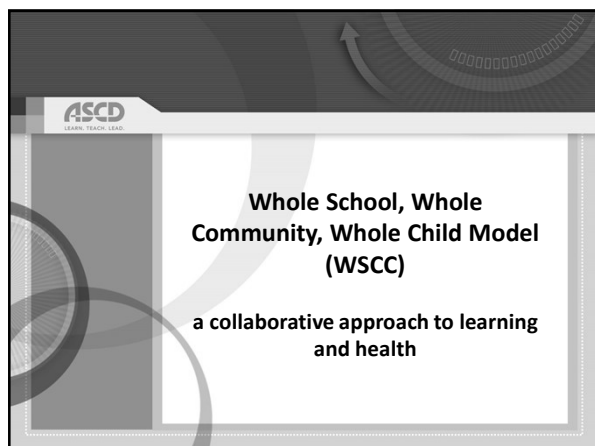 ASCD
LEARN. TEACH. LEAD.
Whole School, Whole
Community, Whole Child Model
(WSCC)
a collaborative approach to learning
and health